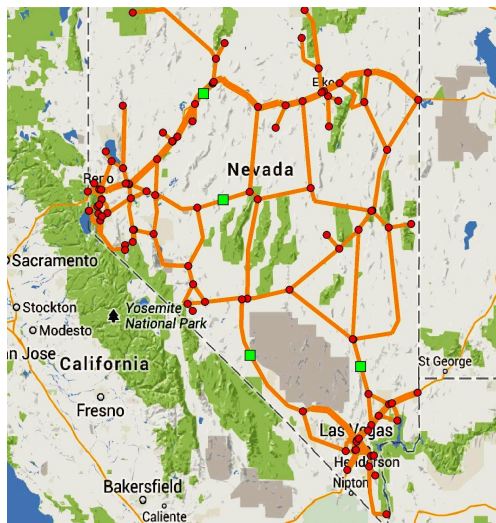 Elko
Nevada
Reno
Sacramento
Stockton
Yosemite
National Park
Modesto
an Jose
California
St George
Fresno
Las Vegas
Henderson
Bakersfield
Nipton
Caliente